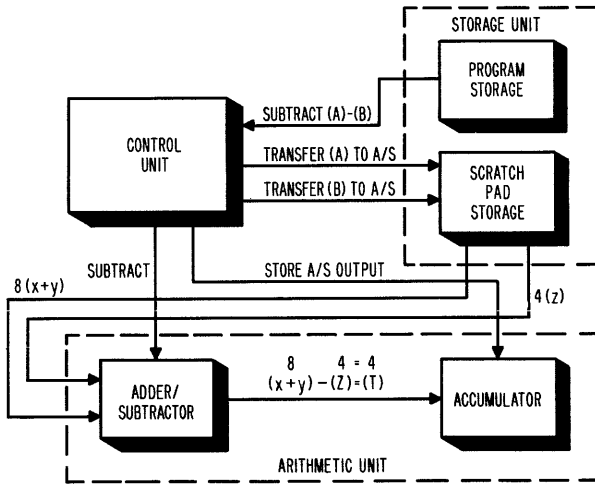 STORAGE UNIT
PROGRAM
STORAGE
SUBTRACT (A)-(B)
CONTROL
UNIT
TRANSFER (A) TO A/S
TRANSFER (B) TO A/S
SCRATCH
PAD
STORAGE
SUBTRACT
STORE A/S OUTPUT
8(x+y)
4(z)
8 4 = 4
(x+y)-(Z)=(T)
ADDER/
SUBTRACTOR
ACCUMULATOR
ARITHMETIC UNIT